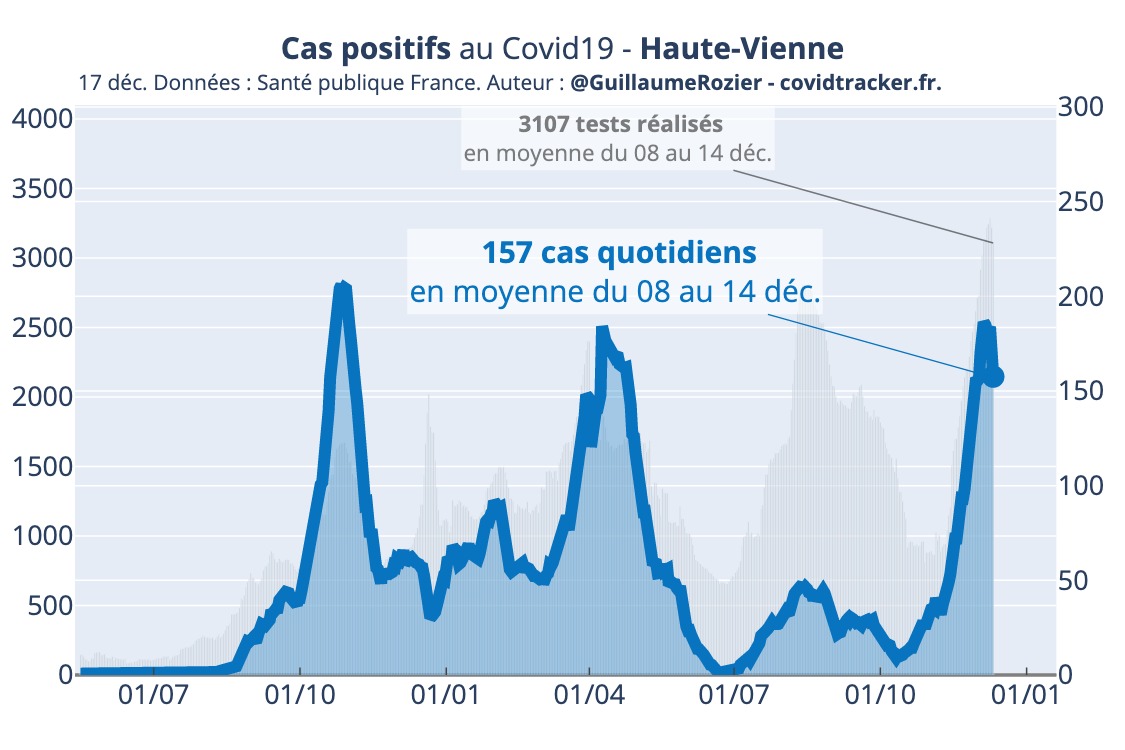 Cas positifs au Covid19 - Haute-Vienne
17 déc. Données : Santé publique France. Auteur : @GuillaumeRozier - covidtracker.fr.
4000
3500
3000
2500
2000
1500
1000
500
0
3107 tests réalisés
en moyenne du 08 au 14 déc.
157 cas quotidiens
en moyenne du 08 au 14 déc.
300
250
200
150
100
50
0
01/07 01/10 01/01 01/04 01/07 01/10 01/01